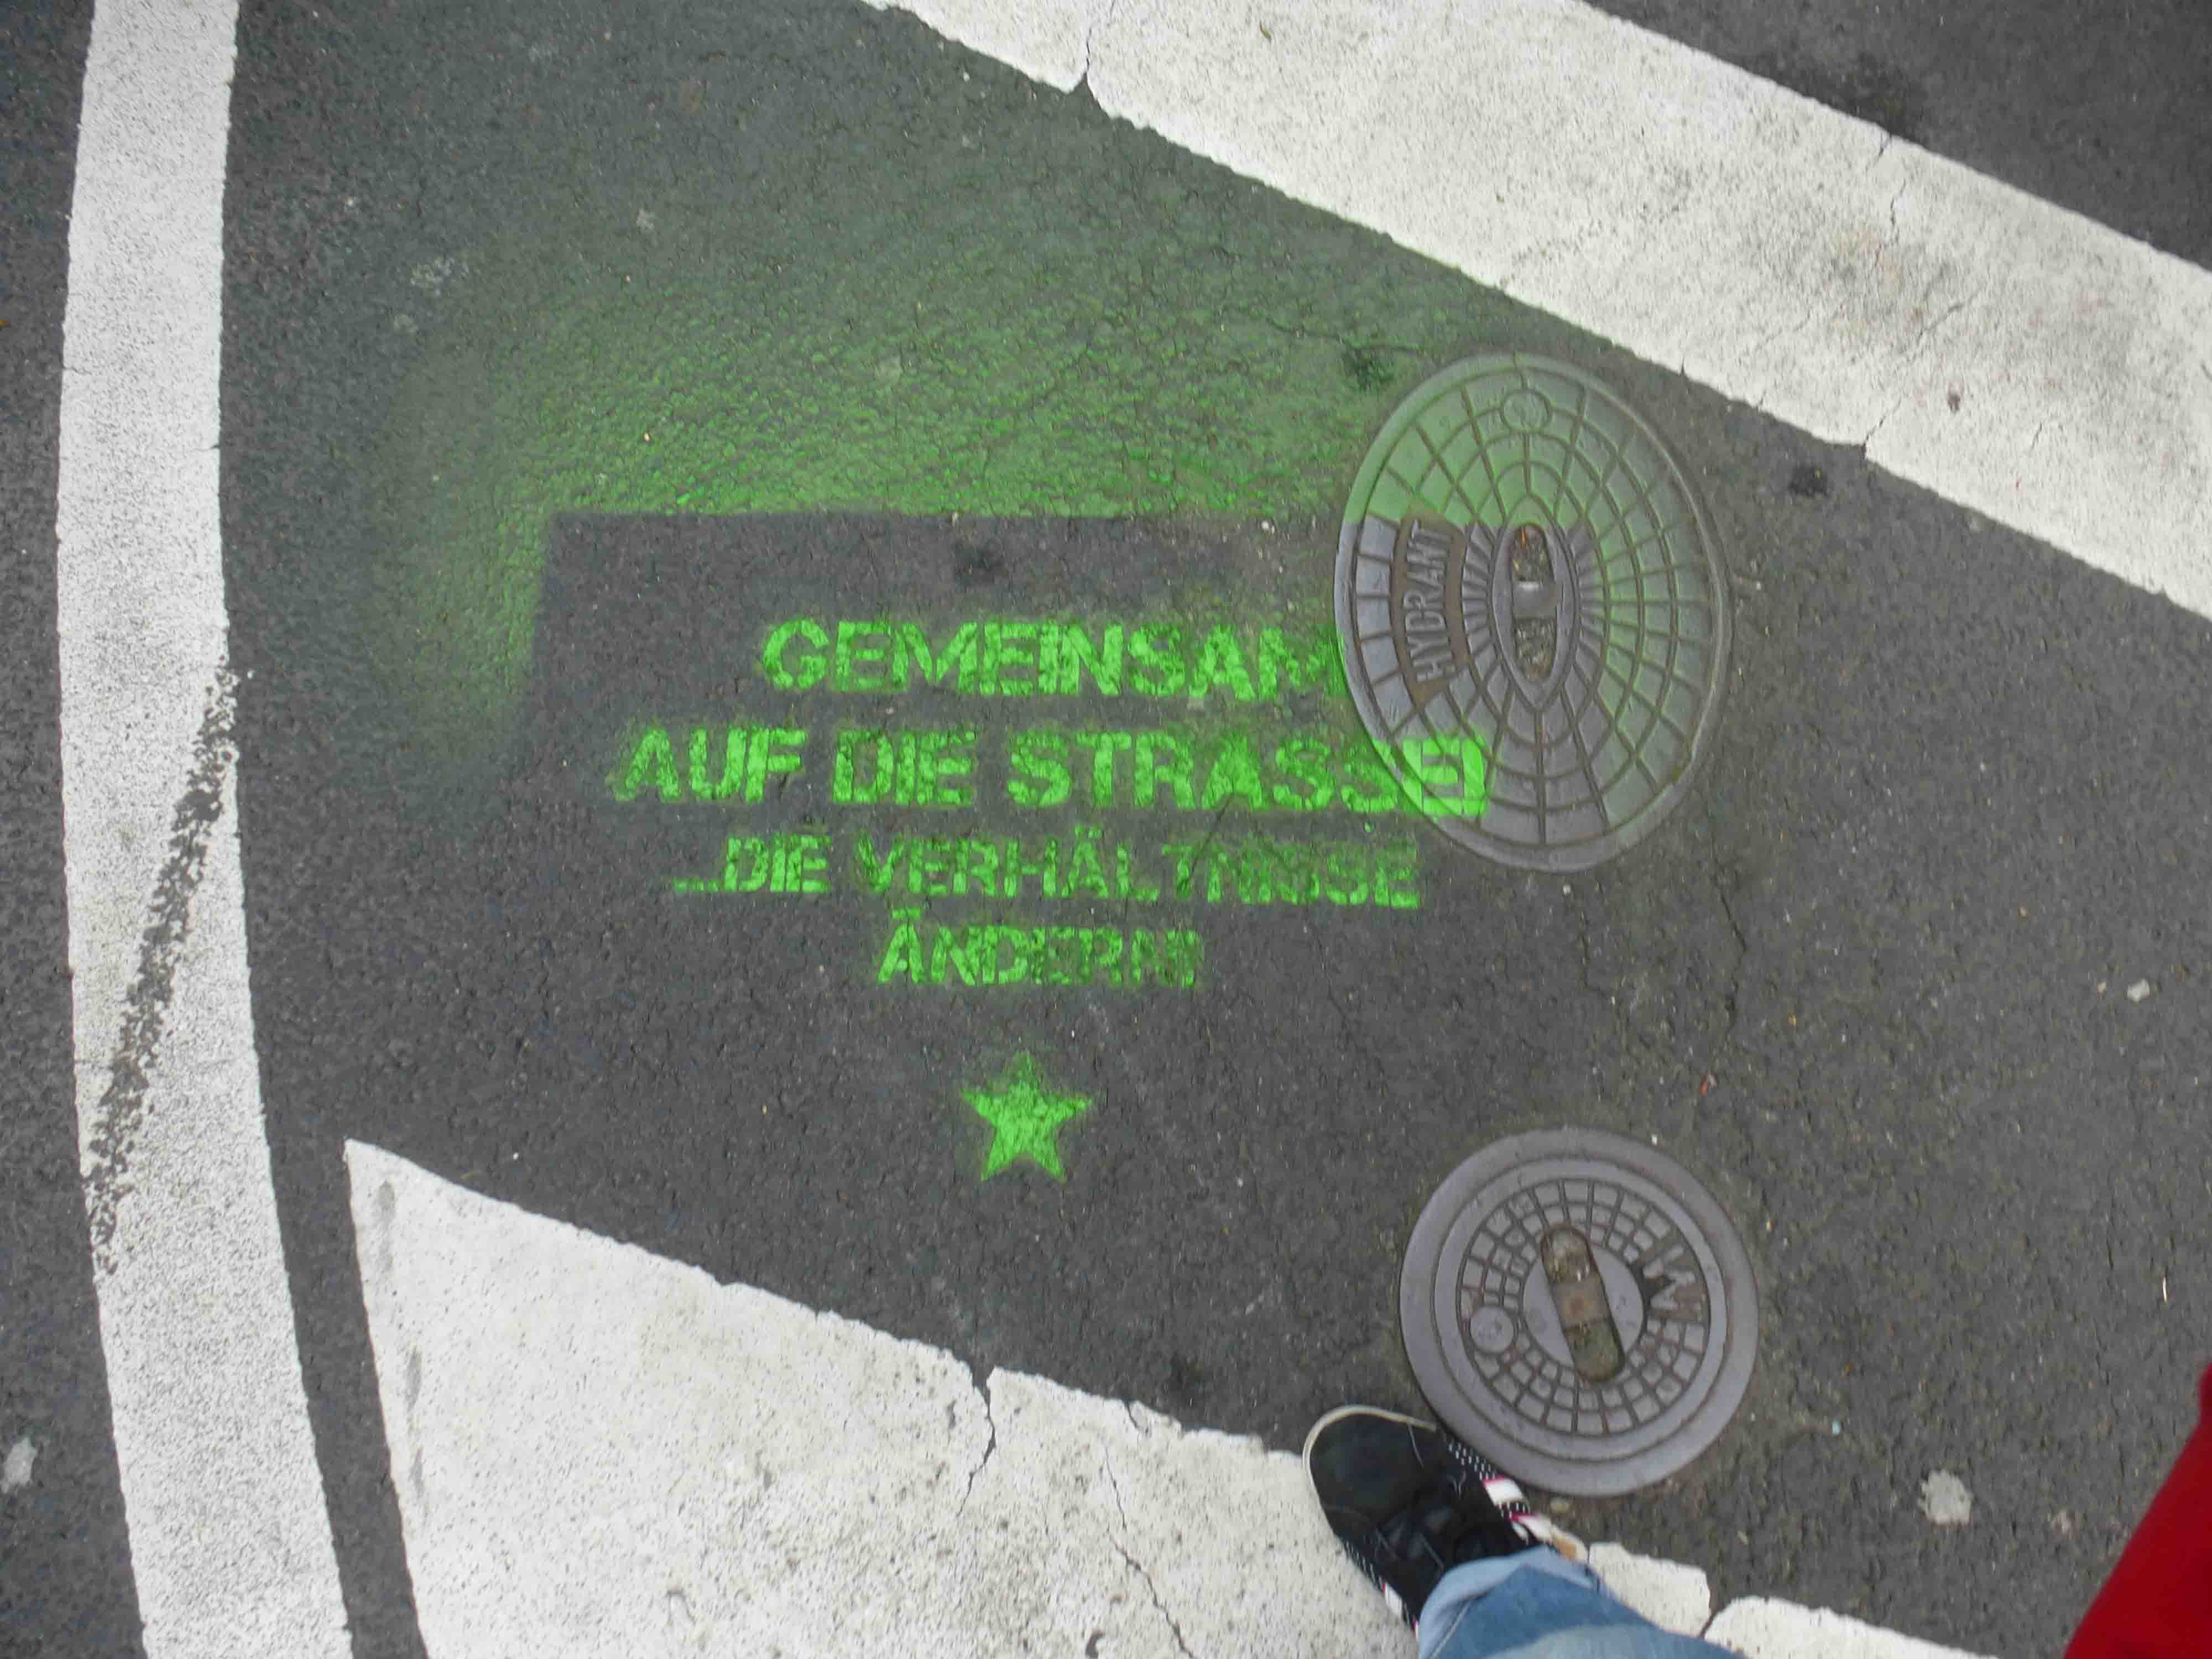 GEMEINSAM
AUF DIE STRASSE!
...DIE VERHÄLTNISSE
ÄNDERN!
HYDRANT